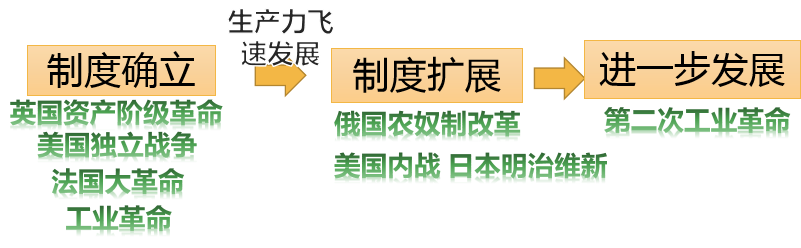 制度确立
英国资产阶级革命
美国独立战争
法国大革命
工业革命
生产力飞
速发展
制度扩展
俄国农奴制改革
美国内战 日本明治维新
进一步发展
第二次工业革命